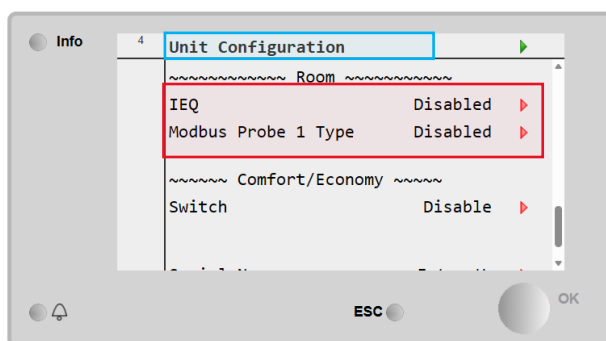 Info
4
Unit Configuration
~~~~~~~~~~~~ Room ~~~~~~~~~~~
IEQ Disabled
Modbus Probe 1 Type Disabled
~~~~~~ Comfort/Economy ~~~~~
Switch Disable
ESC
OK